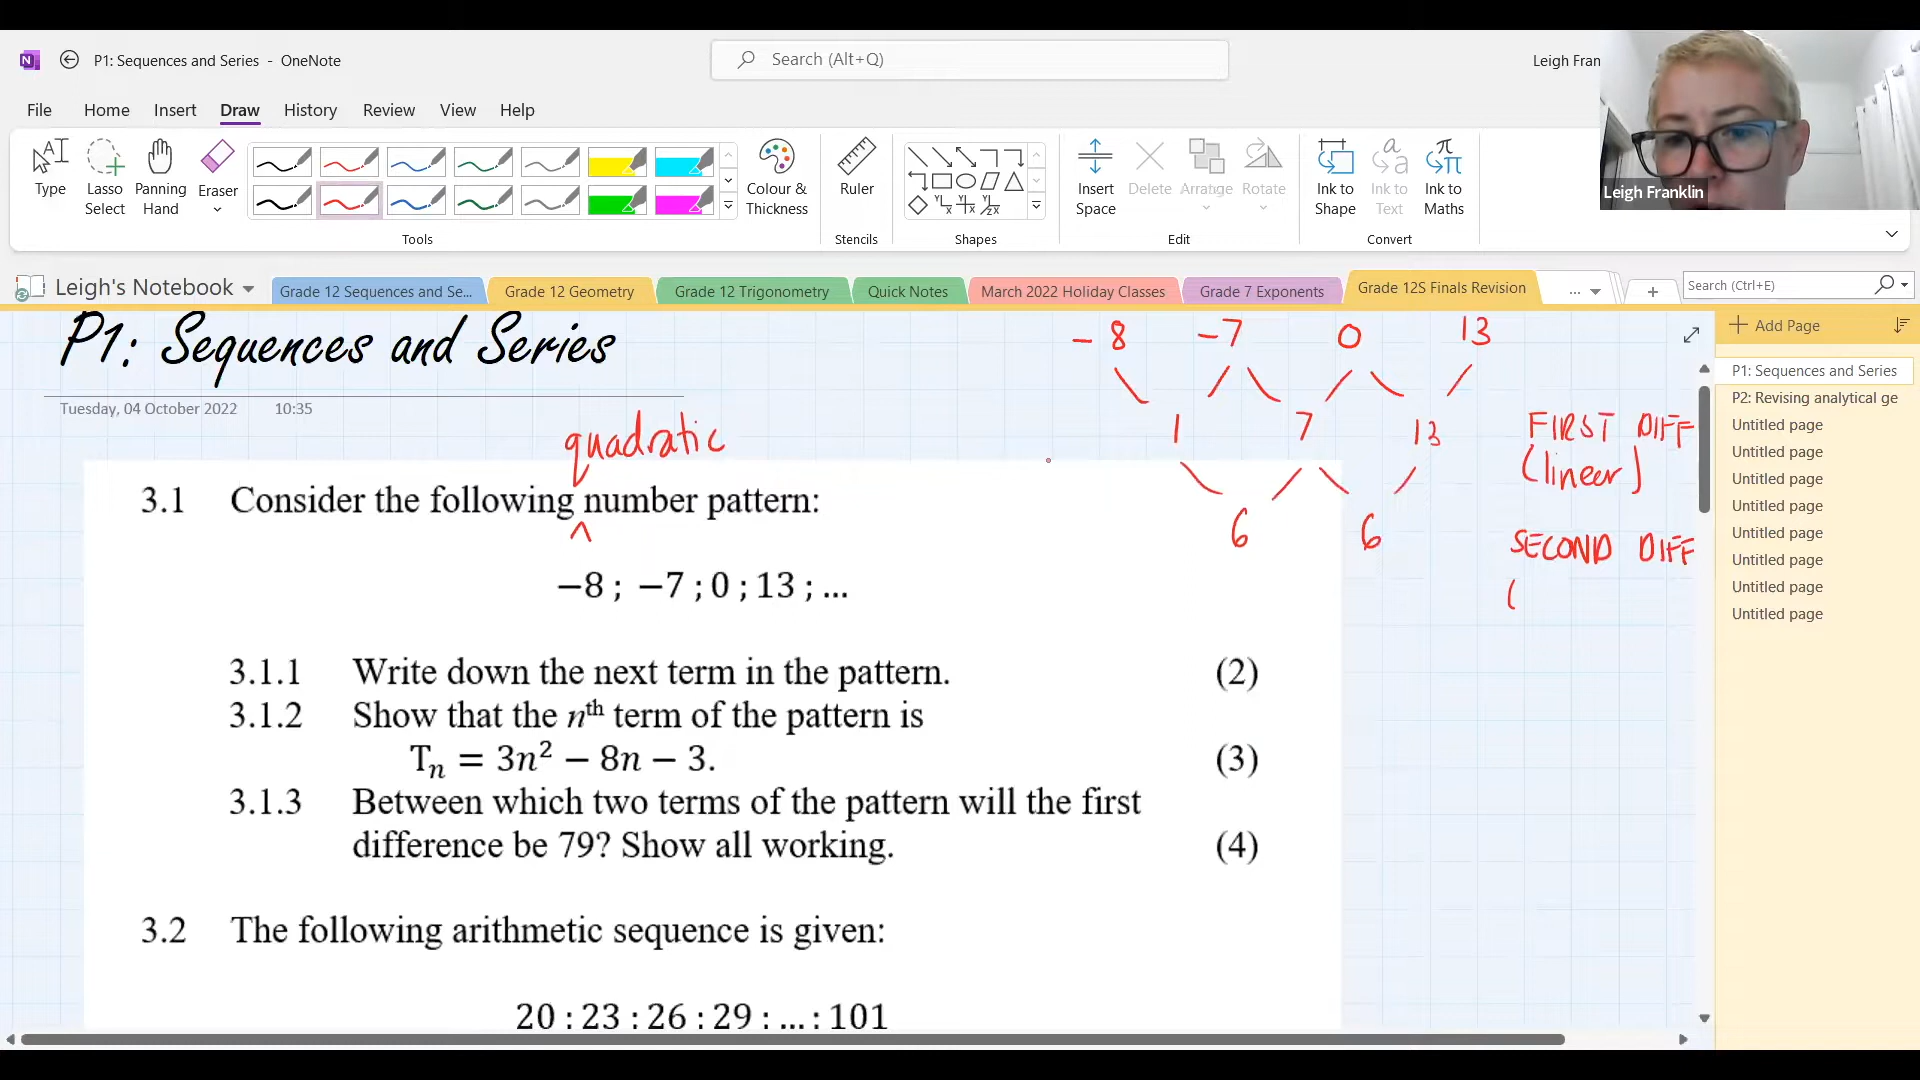 P1: Sequences and Series - OneNote
Search (Alt+Q)
Leigh Fran
Leigh Franklin
File Home Insert Draw History Review View Help
Type
Lasso Select
Panning Hand
Eraser
Colour & Thickness
Ruler
Insert Space
Delete
Arrange
Rotate
Ink to Shape
Ink to Text
Ink to Maths
Tools Stencils Shapes Edit Convert
Leigh's Notebook
Grade 12 Sequences and Se...
Grade 12 Geometry
Grade 12 Trigonometry
Quick Notes
March 2022 Holiday Classes
Grade 7 Exponents
Grade 12S Finals Revision
...
Search (Ctrl+E)
Add Page
P1: Sequences and Series
P2: Revising analytical ge
Untitled page
Untitled page
Untitled page
Untitled page
Untitled page
Untitled page
Untitled page
Untitled page
P1: Sequences and Series
Tuesday, 04 October 2022 10:35
-8 -7 0 13
1 7 13
FIRST DIFF
(linear)
6 6
SECOND DIFF
(
quadratic
3.1 Consider the following number pattern:
^
−8 ; −7 ; 0 ; 13 ; ...
3.1.1 Write down the next term in the pattern. (2)
3.1.2 Show that the nth term of the pattern is
Tn = 3n² − 8n − 3. (3)
3.1.3 Between which two terms of the pattern will the first
difference be 79? Show all working. (4)
3.2 The following arithmetic sequence is given:
20 ; 23 ; 26 ; 29 ; ... ; 101